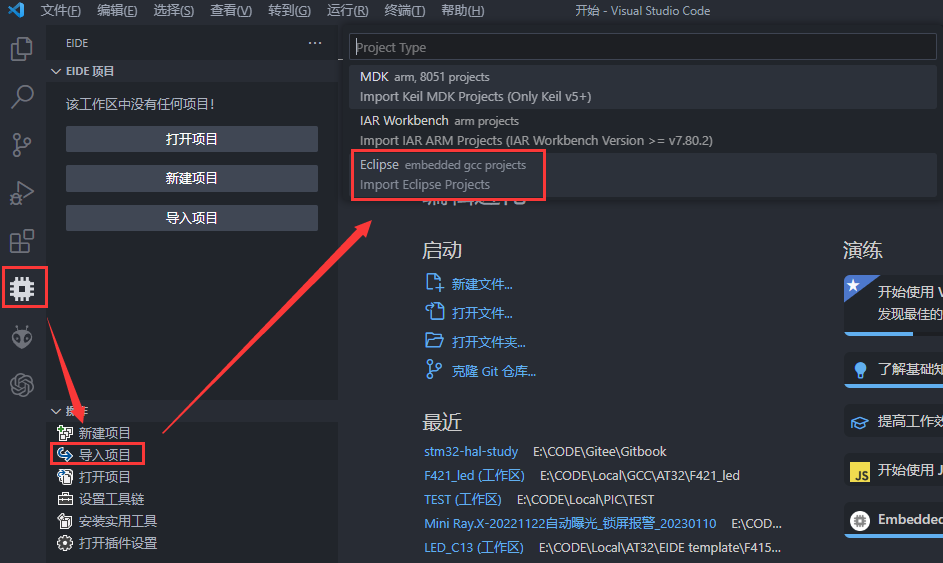 文件(F) 编辑(E) 选择(S) 查看(V) 转到(G) 运行(R) 终端(T) 帮助(H) 开始 - Visual Studio Code
EIDE
EIDE 项目
该工作区中没有任何项目!
打开项目
新建项目
导入项目
操作
新建项目
导入项目
打开项目
设置工具链
安装实用工具
打开插件设置
Project Type
MDK arm, 8051 projects
Import Keil MDK Projects (Only Keil v5+)
IAR Workbench arm projects
Import IAR ARM Projects (IAR Workbench Version >= v7.80.2)
Eclipse embedded gcc projects
Import Eclipse Projects
启动
新建文件...
打开文件...
打开文件夹...
克隆 Git 仓库...
最近
stm32-hal-study E:\CODE\Gitee\Gitbook
F421_led (工作区) E:\CODE\Local\GCC\AT32\F421_led
TEST (工作区) E:\CODE\Local\PIC\TEST
Mini Ray.X-20221122自动曝光_锁屏报警_20230110 E:\COD...
LED_C13 (工作区) E:\CODE\Local\AT32\EIDE template\F415...
演练
开始使用 V
发现最佳的
了解基础知
提高工作效
JS 开始使用 J
Embedded